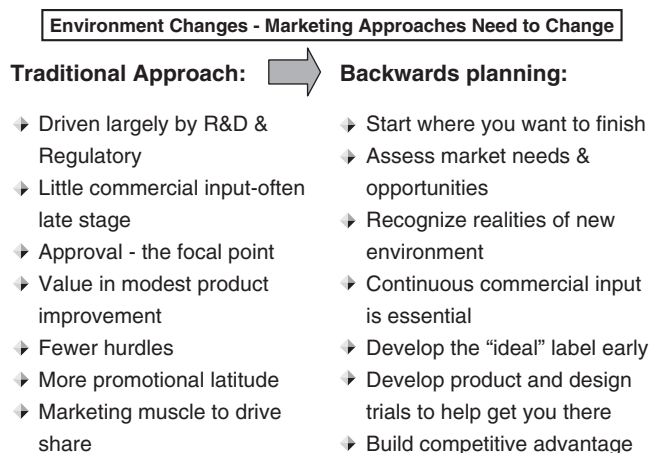 Environment Changes - Marketing Approaches Need to Change
Traditional Approach:
Driven largely by R&D &
Regulatory
Little commercial input-often
late stage
Approval - the focal point
Value in modest product
improvement
Fewer hurdles
More promotional latitude
Marketing muscle to drive
share
Backwards planning:
Start where you want to finish
Assess market needs &
opportunities
Recognize realities of new
environment
Continuous commercial input
is essential
Develop the “ideal” label early
Develop product and design
trials to help get you there
Build competitive advantage